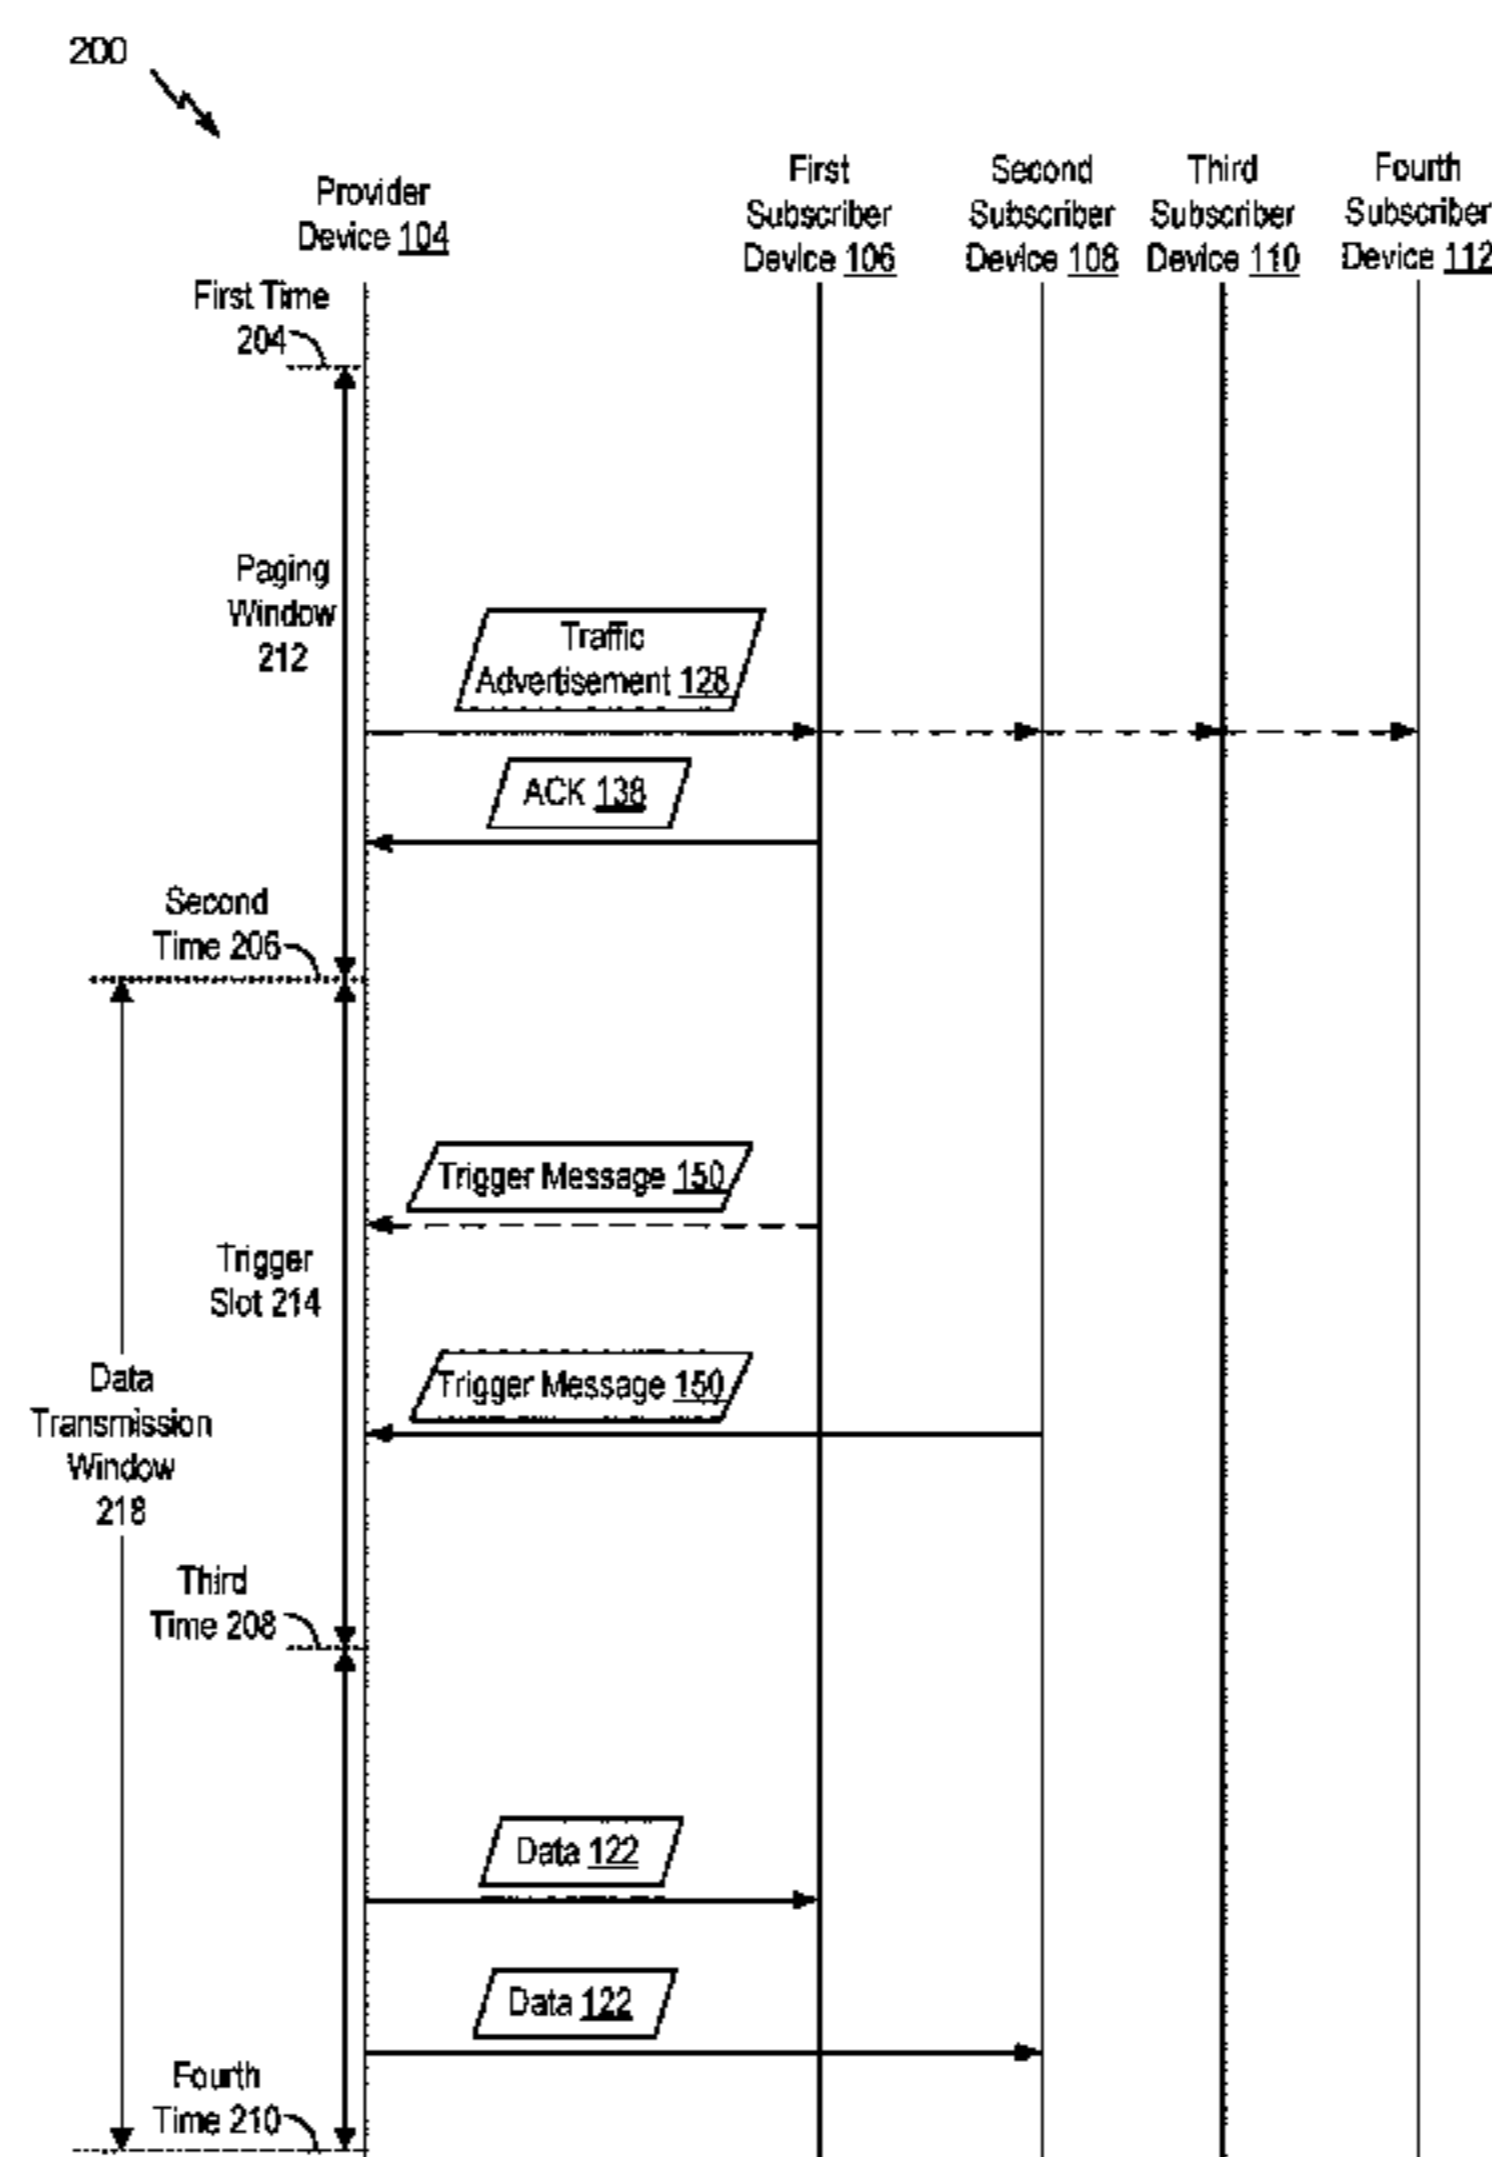 200
Provider
Device 104
First
Subscriber
Device 106
Second
Subscriber
Device 108
Third
Subscriber
Device 110
Fourth
Subscriber
Device 112
First Time
204
Paging
Window
212
Traffic
Advertisement 128
ACK 138
Second
Time 206
Trigger Message 150
Trigger
Slot 214
Trigger Message 150
Data
Transmission
Window
218
Third
Time 208
Data 122
Data 122
Fourth
Time 210